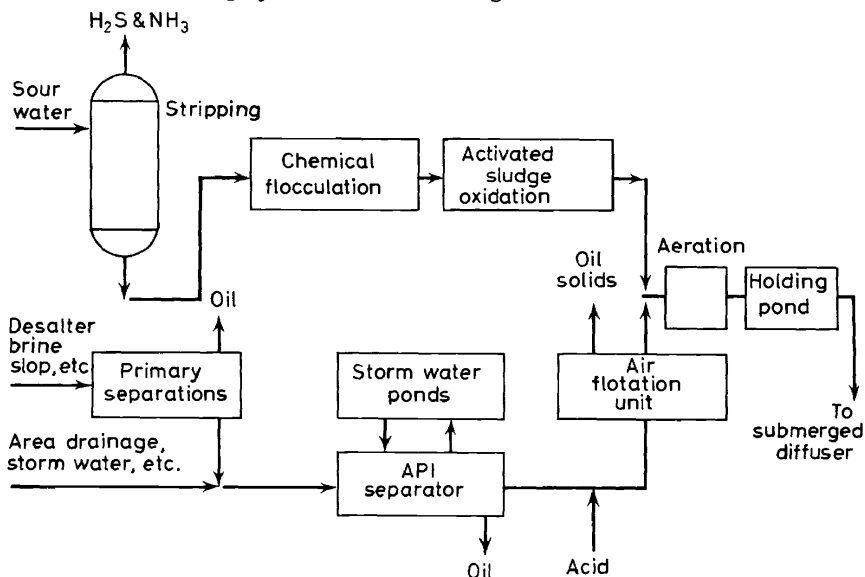 H₂S & NH₃
Sour
water
Stripping
Chemical
flocculation
Activated
sludge
oxidation
Aeration
Oil
solids
Holding
pond
Oil
Desalter
brine
slop, etc
Primary
separations
Storm water
ponds
Air
flotation
unit
To
submerged
diffuser
Area drainage,
storm water, etc.
API
separator
Oil
Acid